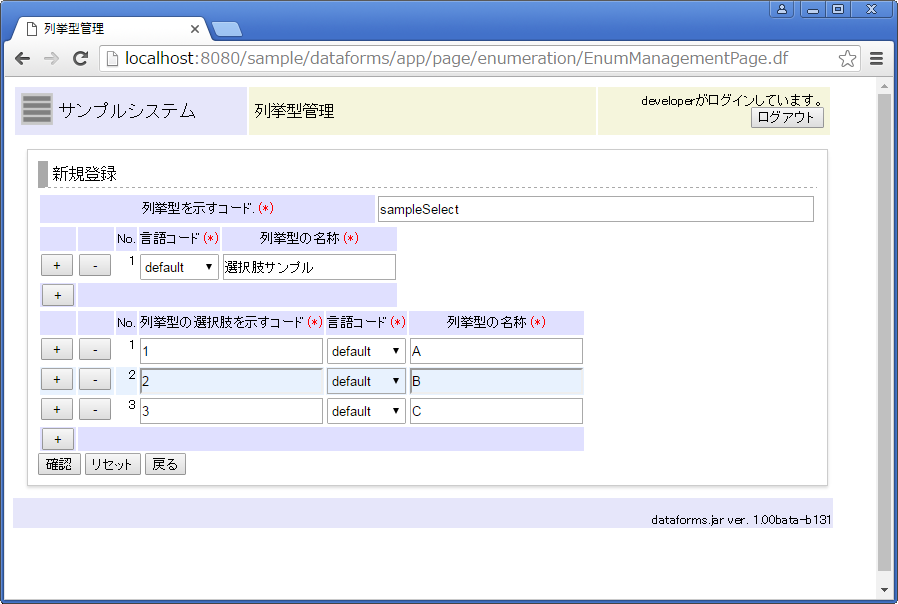 列挙型管理
localhost:8080/sample/dataforms/app/page/enumeration/EnumManagementPage.df
サンプルシステム 列挙型管理 developerがログインしています。
ログアウト
新規登録
列挙型を示すコード.(*) sampleSelect
No. 言語コード(*) 列挙型の名称(*)
+ - 1 default 選択肢サンプル
+
No. 列挙型の選択肢を示すコード(*) 言語コード(*) 列挙型の名称(*)
+ - 1 1 default A
+ - 2 2 default B
+ - 3 3 default C
+
確認 リセット 戻る
dataforms.jar ver. 1.00bata-b131